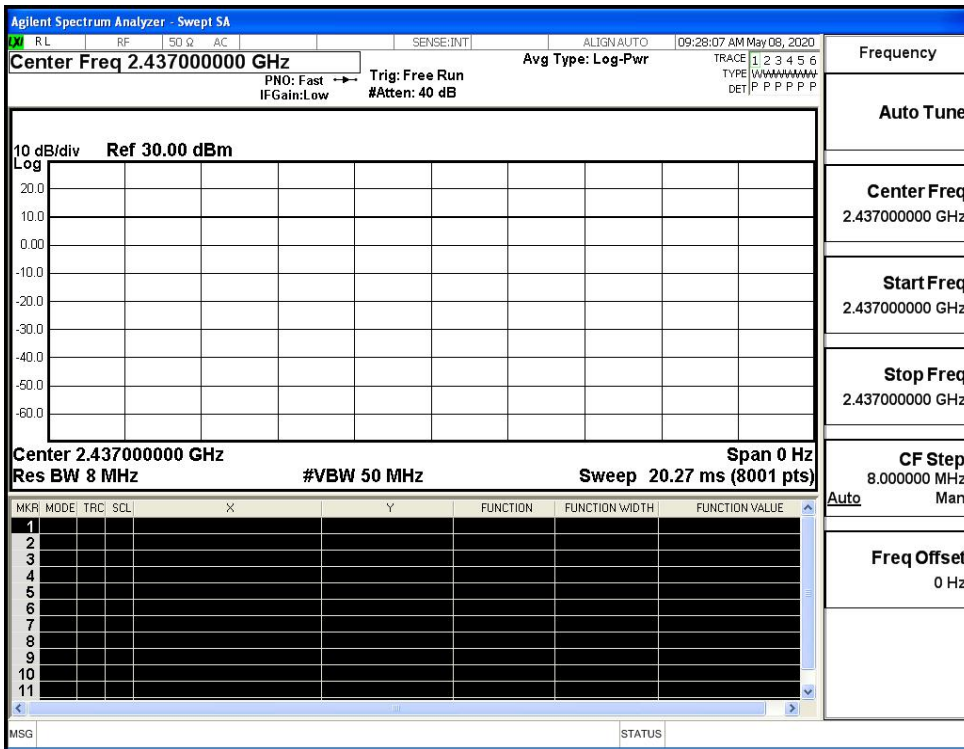 Agilent Spectrum Analyzer - Swept SA
LXI RL RF 50 Ω AC SENSE:INT ALIGN AUTO 09:28:07 AM May 08, 2020
Center Freq 2.437000000 GHz
PNO: Fast
IFGain:Low
Trig: Free Run
#Atten: 40 dB
Avg Type: Log-Pwr
TRACE 1 2 3 4 5 6
TYPE WWWWWW
DET P P P P P P
10 dB/div Ref 30.00 dBm
Log
20.0
10.0
0.00
-10.0
-20.0
-30.0
-40.0
-50.0
-60.0
Center 2.437000000 GHz Span 0 Hz
Res BW 8 MHz #VBW 50 MHz Sweep 20.27 ms (8001 pts)
MKR MODE TRC SCL X Y FUNCTION FUNCTION WIDTH FUNCTION VALUE
1
2
3
4
5
6
7
8
9
10
11
MSG STATUS
Frequency
Auto Tune
Center Freq
2.437000000 GHz
Start Freq
2.437000000 GHz
Stop Freq
2.437000000 GHz
CF Step
8.000000 MHz
Auto Man
Freq Offset
0 Hz